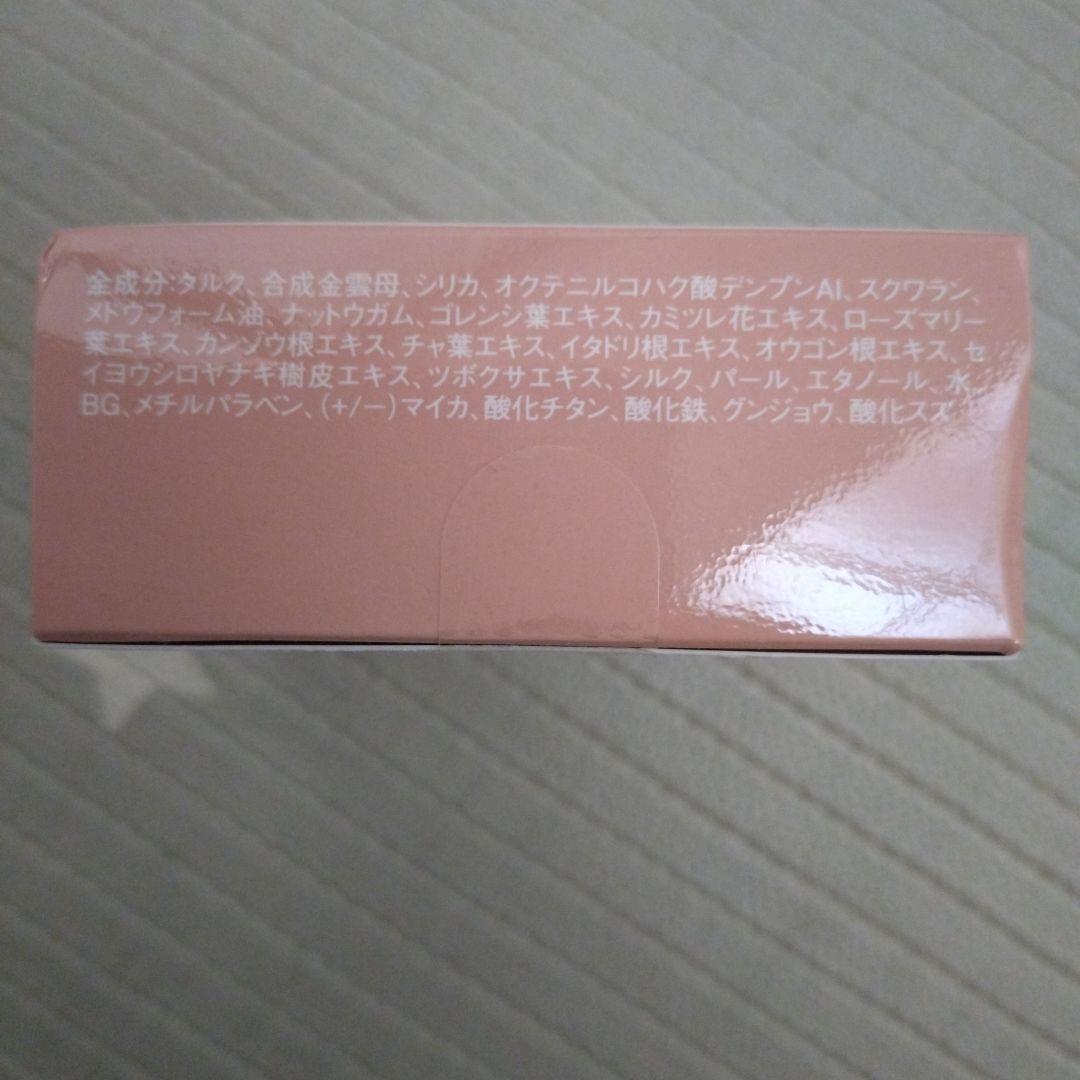 全成分:タルク、合成金雲母、シリカ、オクテニルコハク酸デンプンAl、スクワラン、
メドウフォーム油、ナットウガム、ゴレンシ葉エキス、カミツレ花エキス、ローズマリー
葉エキス、カンゾウ根エキス、チャ葉エキス、イタドリ根エキス、オウゴン根エキス、セ
イヨウシロヤナギ樹皮エキス、ツボクサエキス、シルク、パール、エタノール、水、
BG、メチルパラベン、(+/-)マイカ、酸化チタン、酸化鉄、グンジョウ、酸化スズ